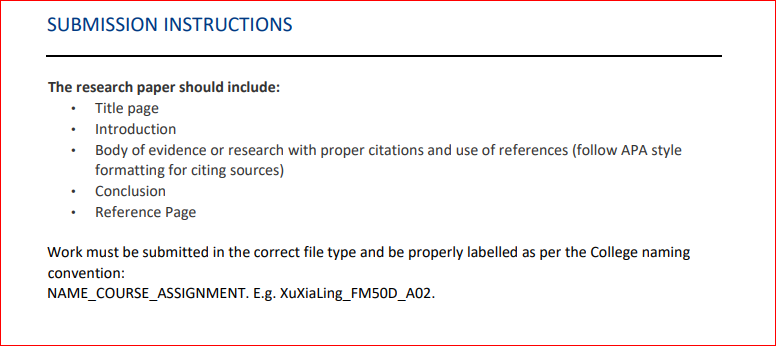 SUBMISSION INSTRUCTIONS
The research paper should include:
• Title page
• Introduction
• Body of evidence or research with proper citations and use of references (follow APA style
formatting for citing sources)
• Conclusion
• Reference Page
Work must be submitted in the correct file type and be properly labelled as per the College naming
convention:
NAME_COURSE_ASSIGNMENT. E.g. XuXiaLing_FM50D_A02.